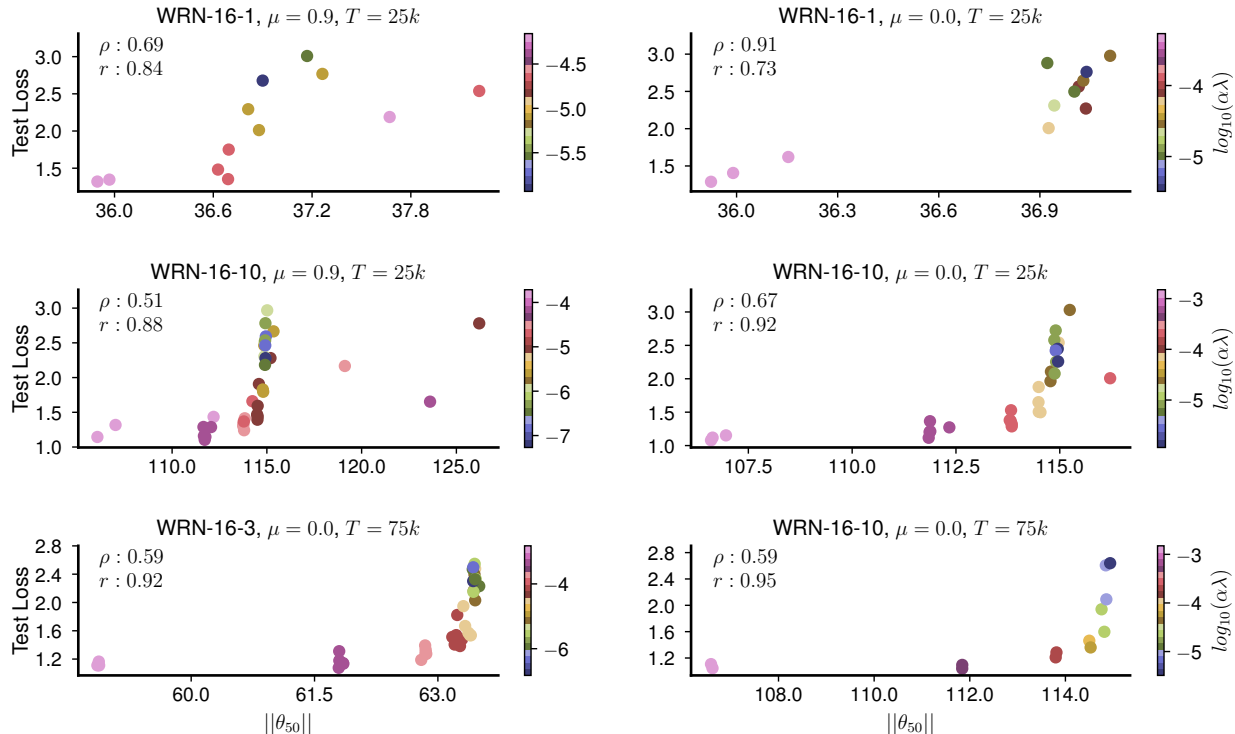 WRN-16-1, μ = 0.9, T = 25k
ρ : 0.69
r : 0.84
Test Loss
3.0
2.5
2.0
1.5
36.0 36.6 37.2 37.8
−4.5
−5.0
−5.5
WRN-16-1, μ = 0.0, T = 25k
ρ : 0.91
r : 0.73
3.0
2.5
2.0
1.5
36.0 36.3 36.6 36.9
−4
−5
log10(αλ)
WRN-16-10, μ = 0.9, T = 25k
ρ : 0.51
r : 0.88
Test Loss
3.0
2.5
2.0
1.5
1.0
110.0 115.0 120.0 125.0
−4
−5
−6
−7
WRN-16-10, μ = 0.0, T = 25k
ρ : 0.67
r : 0.92
3.0
2.5
2.0
1.5
1.0
107.5 110.0 112.5 115.0
−3
−4
−5
log10(αλ)
WRN-16-3, μ = 0.0, T = 75k
ρ : 0.59
r : 0.92
Test Loss
2.8
2.4
2.0
1.6
1.2
60.0 61.5 63.0
||θ50||
−4
−6
WRN-16-10, μ = 0.0, T = 75k
ρ : 0.59
r : 0.95
2.8
2.4
2.0
1.6
1.2
108.0 110.0 112.0 114.0
||θ50||
−3
−4
−5
log10(αλ)